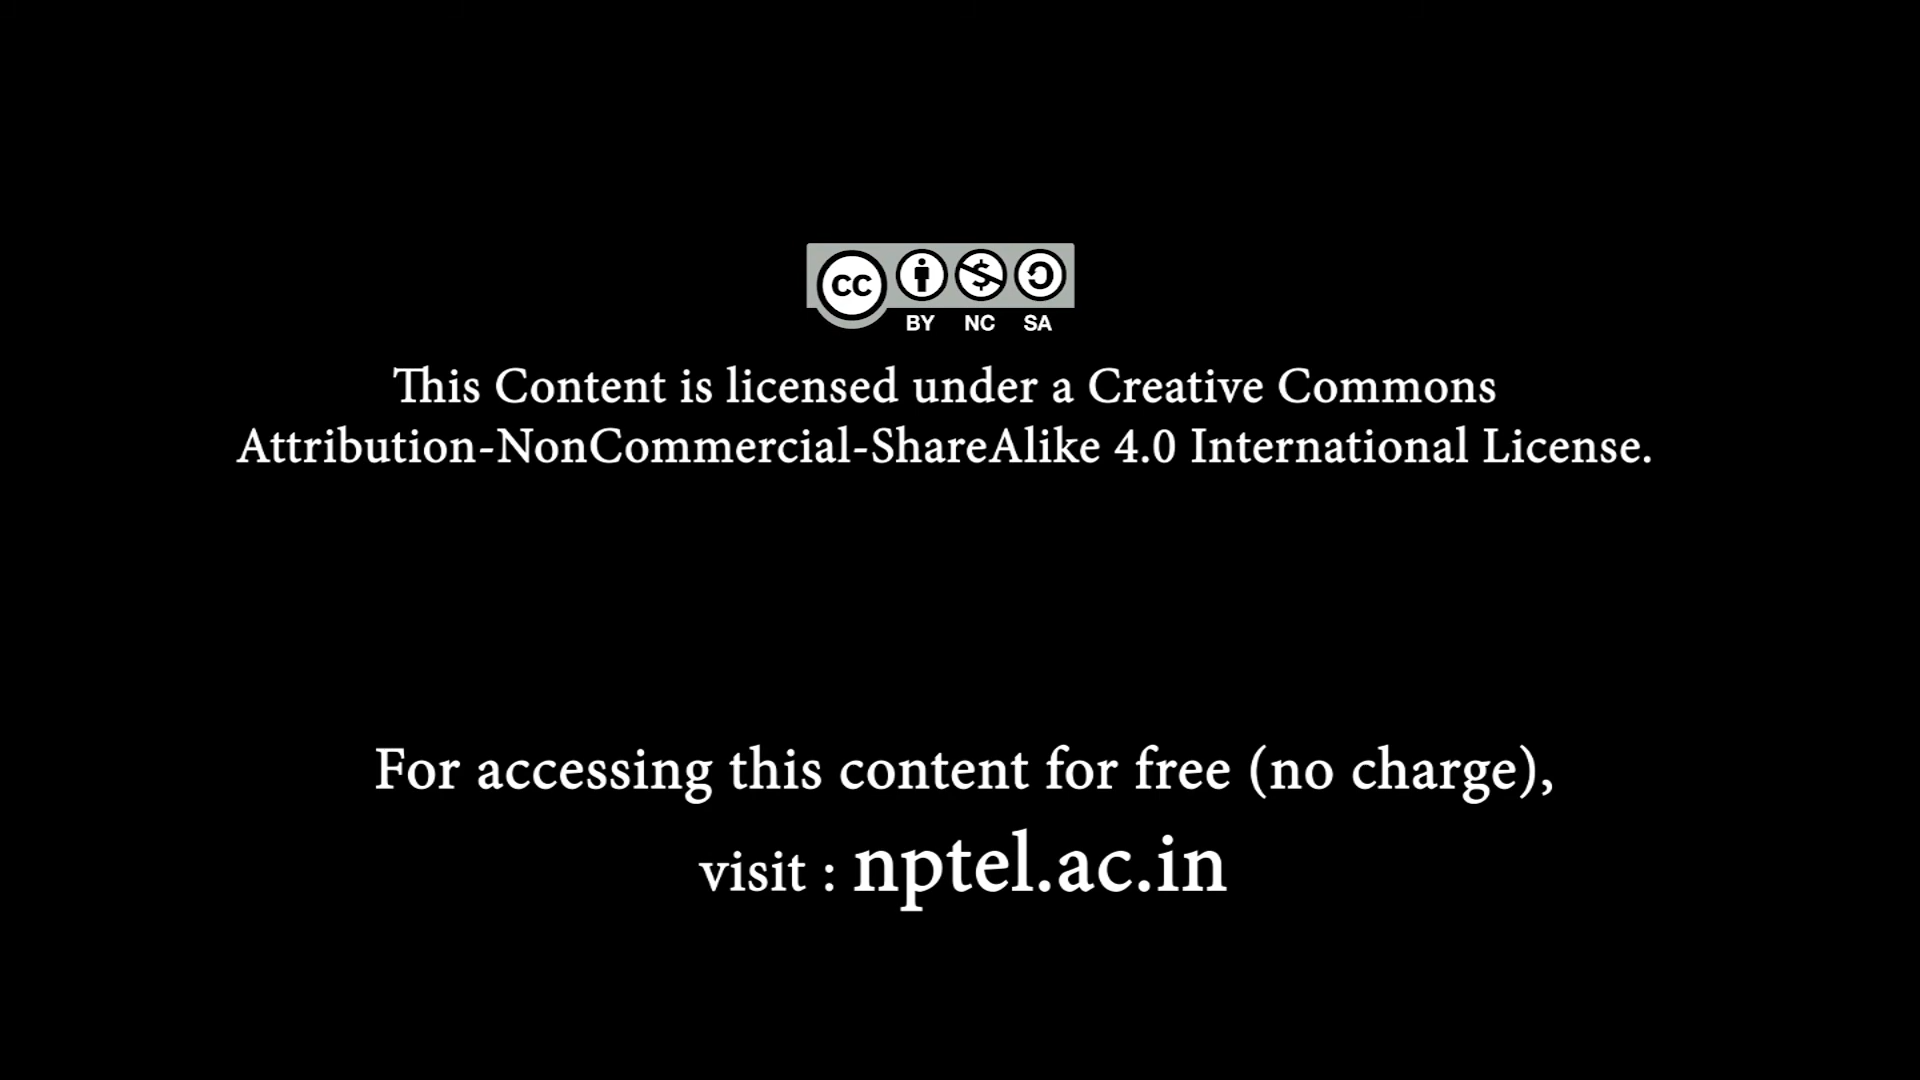 cc
BY NC SA
This Content is licensed under a Creative Commons
Attribution-NonCommercial-ShareAlike 4.0 International License.
For accessing this content for free (no charge),
visit : nptel.ac.in